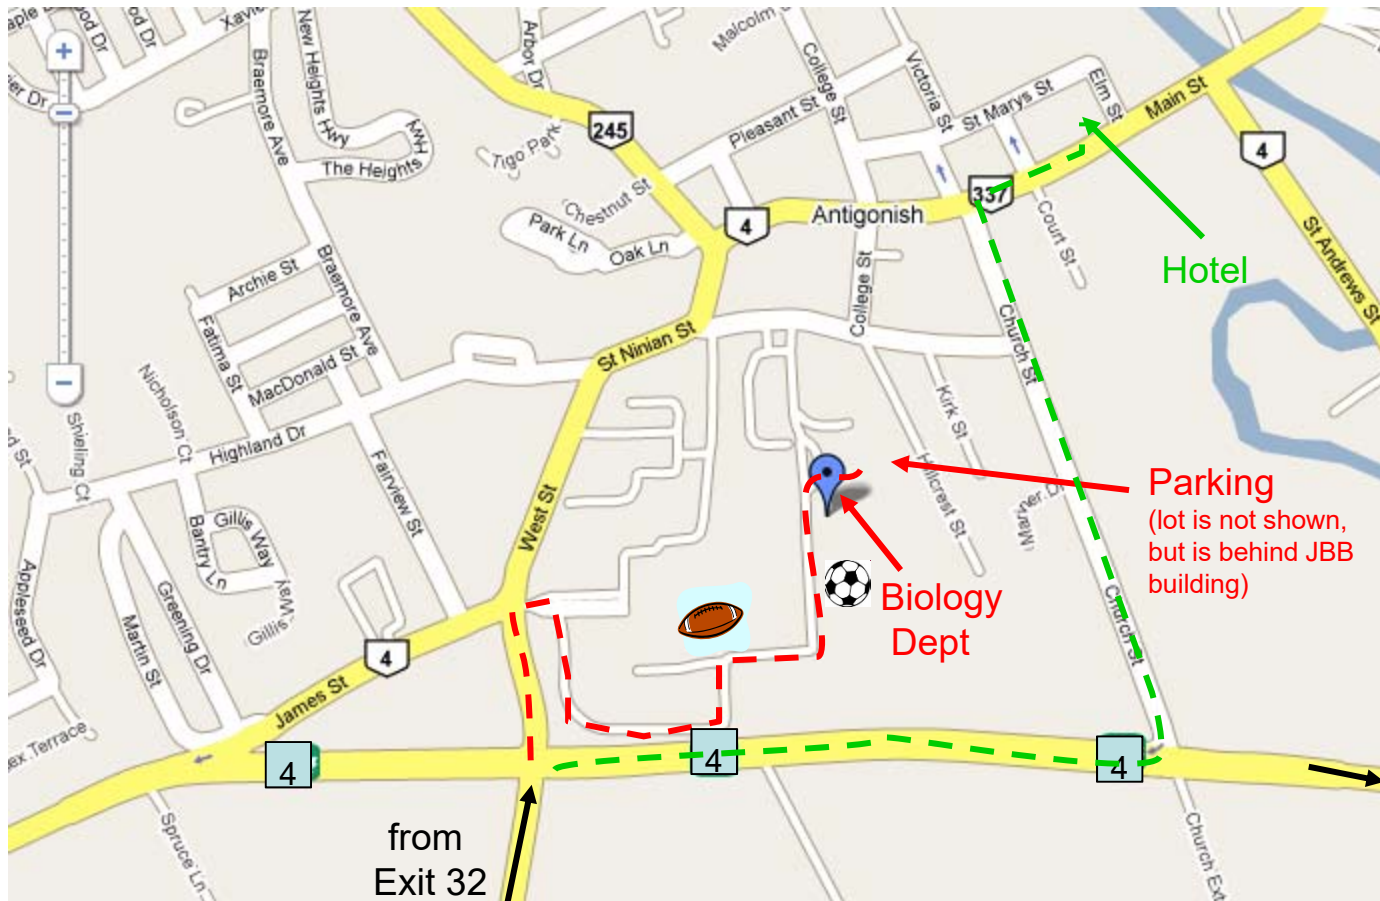 Xavier Dr
New Heights Hwy
Hwy
Braemore Ave
The Heights
Arbor Dr
Tigo Park
245
Malcolm
College St
Victoria St
Pleasant St
St Marys St
Elm St
Main St
4
337
Chestnut St
Park Ln
Oak Ln
4
Antigonish
Court St
St Andrews St
Hotel
Archie St
Braemore Ave
Fatima St
MacDonald St
St Ninian St
College St
Church St
Nicholson Ct
Shieling Ct
Highland Dr
Fairview St
Kirk St
Hillcrest St
Parking
(lot is not shown,
but is behind JBB
building)
West St
Gillis Way
Bantry Ln
Gillis Way
Appleseed Dr
Martin St
Greening Dr
Biology
Dept
Church St
4
James St
Terrace
4
4
4
Spruce Ln
from
Exit 32
Church Ext